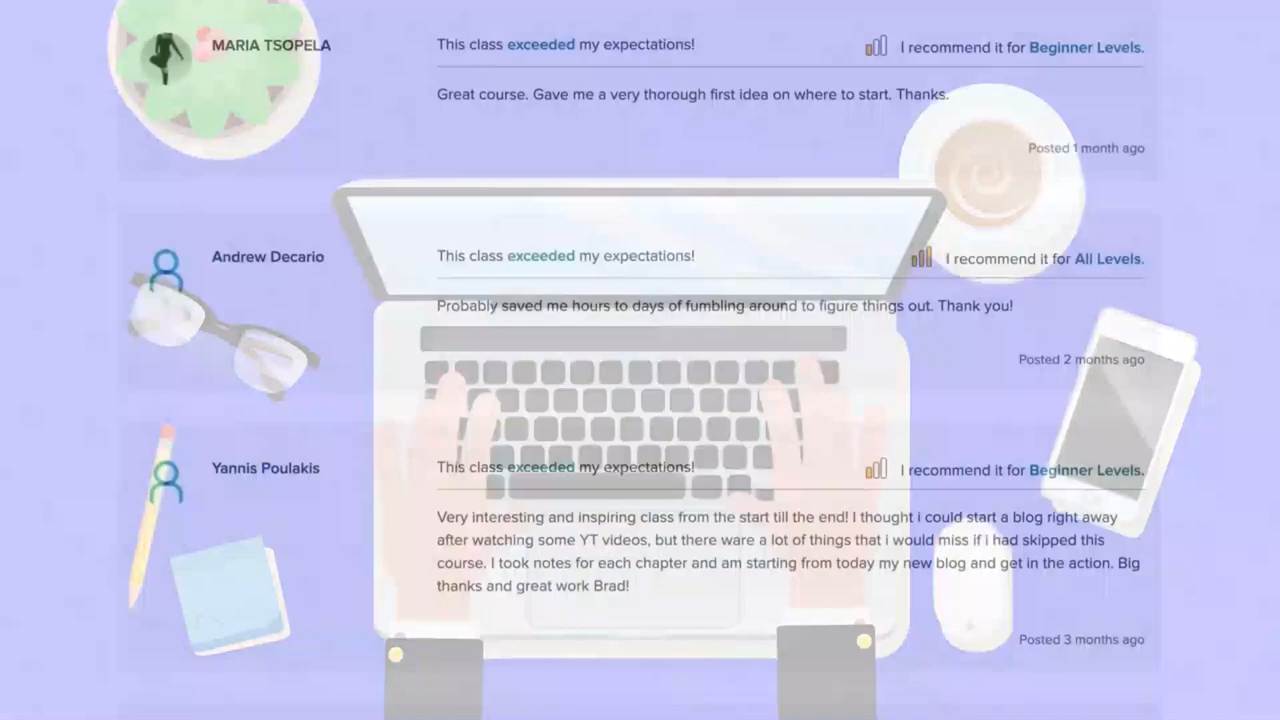 MARIA TSOPELA
This class exceeded my expectations!
I recommend it for Beginner Levels.
Great course. Gave me a very thorough first idea on where to start. Thanks.
Posted 1 month ago
Andrew Decario
This class exceeded my expectations!
I recommend it for All Levels.
Probably saved me hours to days of fumbling around to figure things out. Thank you!
Posted 2 months ago
Yannis Poulakis
This class exceeded my expectations!
I recommend it for Beginner Levels.
Very interesting and inspiring class from the start till the end! I thought i could start a blog right away
after watching some YT videos, but there ware a lot of things that i would miss if i had skipped this
course. I took notes for each chapter and am starting from today my new blog and get in the action. Big
thanks and great work Brad!
Posted 3 months ago